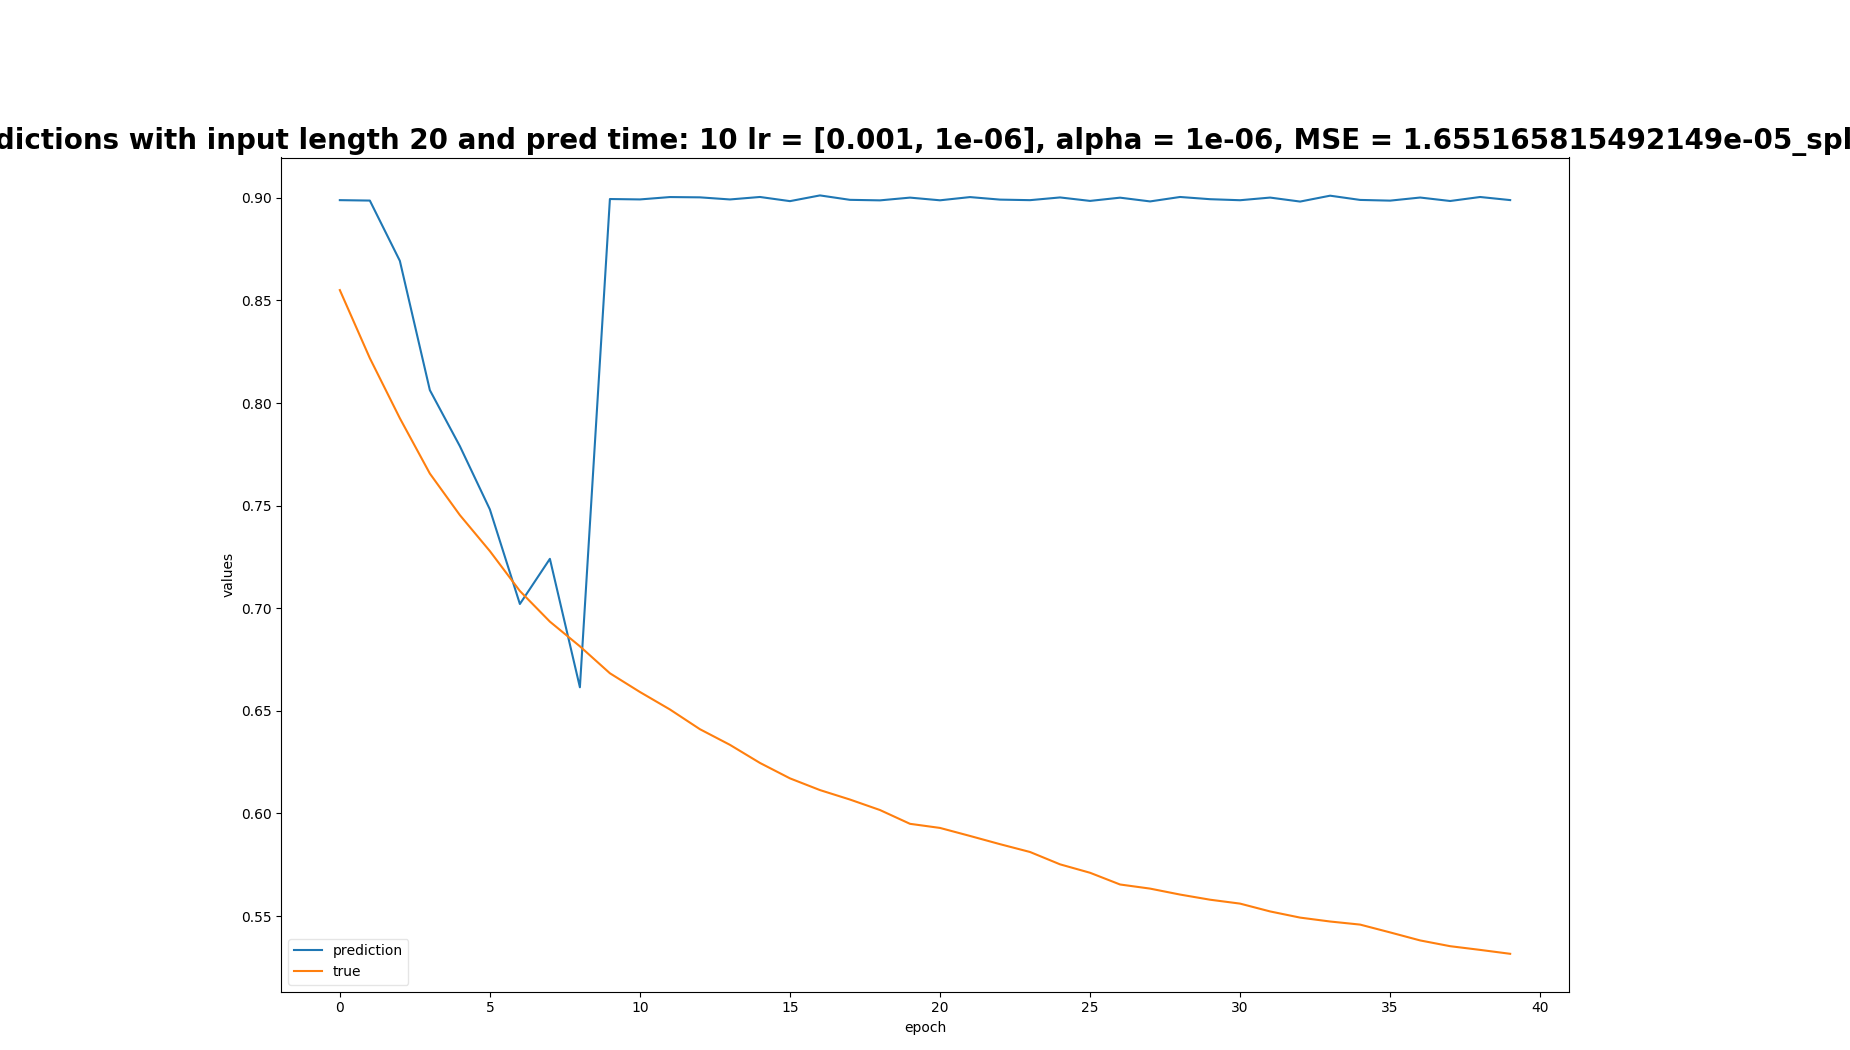 dictions with input length 20 and pred time: 10 lr = [0.001, 1e-06], alpha = 1e-06, MSE = 1.655165815492149e-05_spl
0.90
0.85
0.80
0.75
0.70
0.65
0.60
0.55
values
prediction
true
0 5 10 15 20 25 30 35 40
epoch